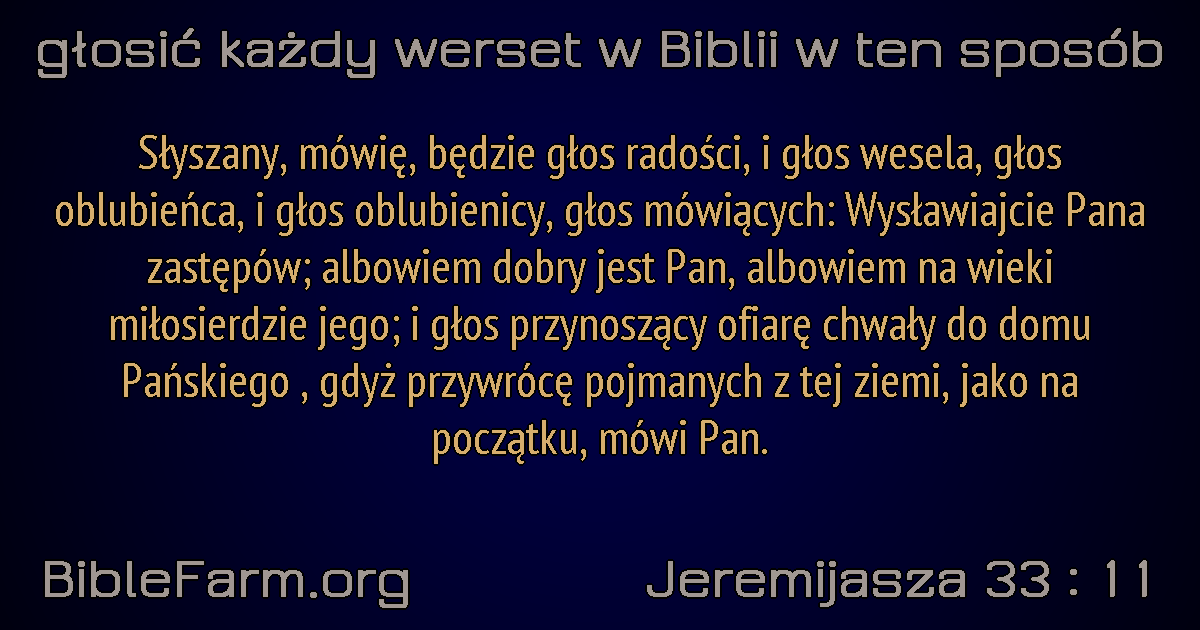 głosić każdy werset w Biblii w ten sposób
Słyszany, mówię, będzie głos radości, i głos wesela, głos
oblubieńca, i głos oblubienicy, głos mówiących: Wysławiajcie Pana
zastępów; albowiem dobry jest Pan, albowiem na wieki
miłosierdzie jego; i głos przynoszący ofiarę chwały do domu
Pańskiego , gdyż przywrócę pojmanych z tej ziemi, jako na
początku, mówi Pan.
BibleFarm.org
Jeremijasza 33 : 11